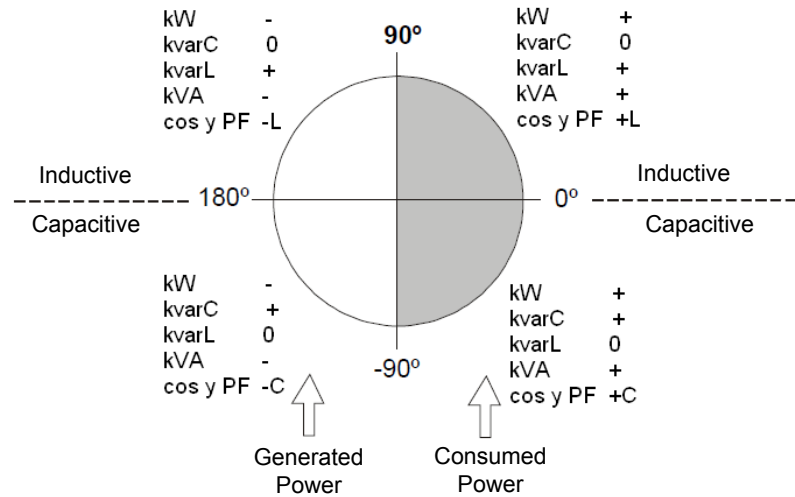 kW -
kvarC 0
kvarL +
kVA -
cos y PF -L
90º
kW +
kvarC 0
kvarL +
kVA +
cos y PF +L
Inductive
180º
Capacitive
0º
Inductive
Capacitive
kW -
kvarC +
kvarL 0
kVA -
cos y PF -C
-90º
kW +
kvarC +
kvarL 0
kVA +
cos y PF +C
Generated
Power
Consumed
Power